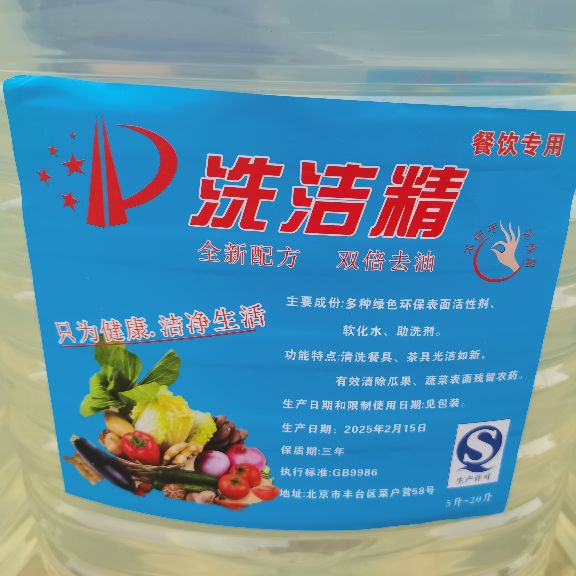 餐饮专用
洗洁精
全新配方 双倍去油
不伤手
只为健康.洁净生活
主要成份:多种绿色环保表面活性剂、
软化水、助洗剂。
功能特点:清洗餐具、茶具光洁如新,
有效清除瓜果、蔬菜表面残留农药。
生产日期和限制使用日期:见包装。
生产日期: 2025年2月15日
保质期:三年
执行标准:GB9986
地址:北京市丰台区菜户营58号
生产许可
5升~20升